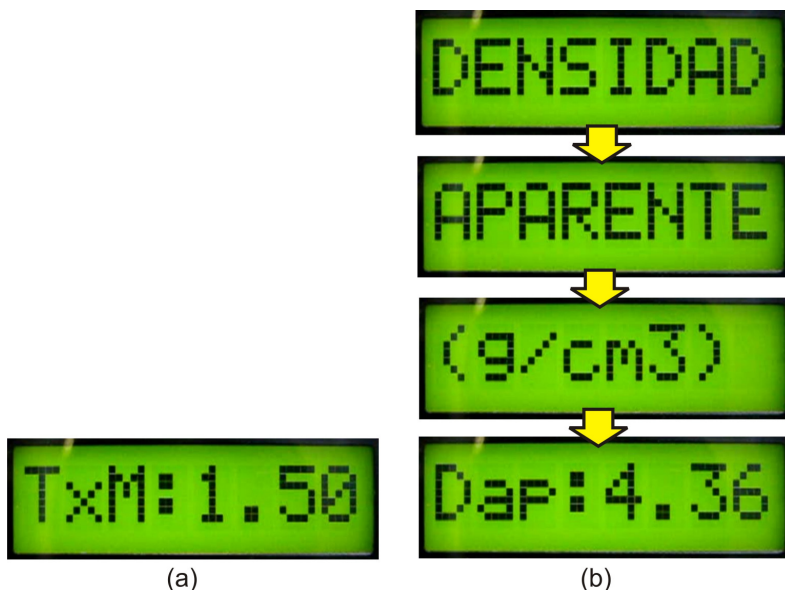 DENSIDAD
APARENTE
(g/cm3)
TxM:1.50
Dap:4.36
(a)
(b)